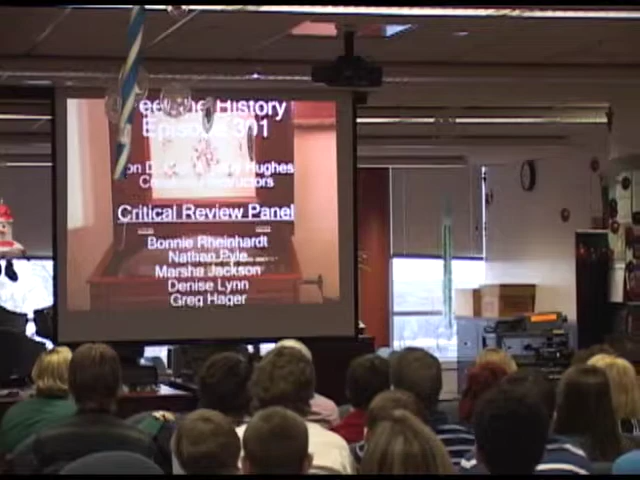 History
Episode 301
Hughes
Critical Review Panel
Bonnie Rheinhardt
Nathan Pyle
Marsha Jackson
Denise Lynn
Greg Hager